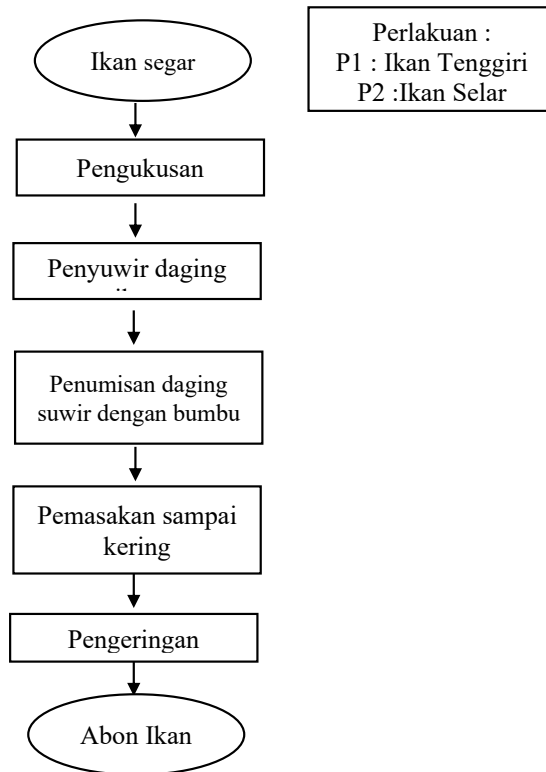 Ikan segar
Perlakuan :
P1 : Ikan Tenggiri
P2 :Ikan Selar
Pengukusan
Penyuwir daging
Penumisan daging
suwir dengan bumbu
Pemasakan sampai
kering
Pengeringan
Abon Ikan